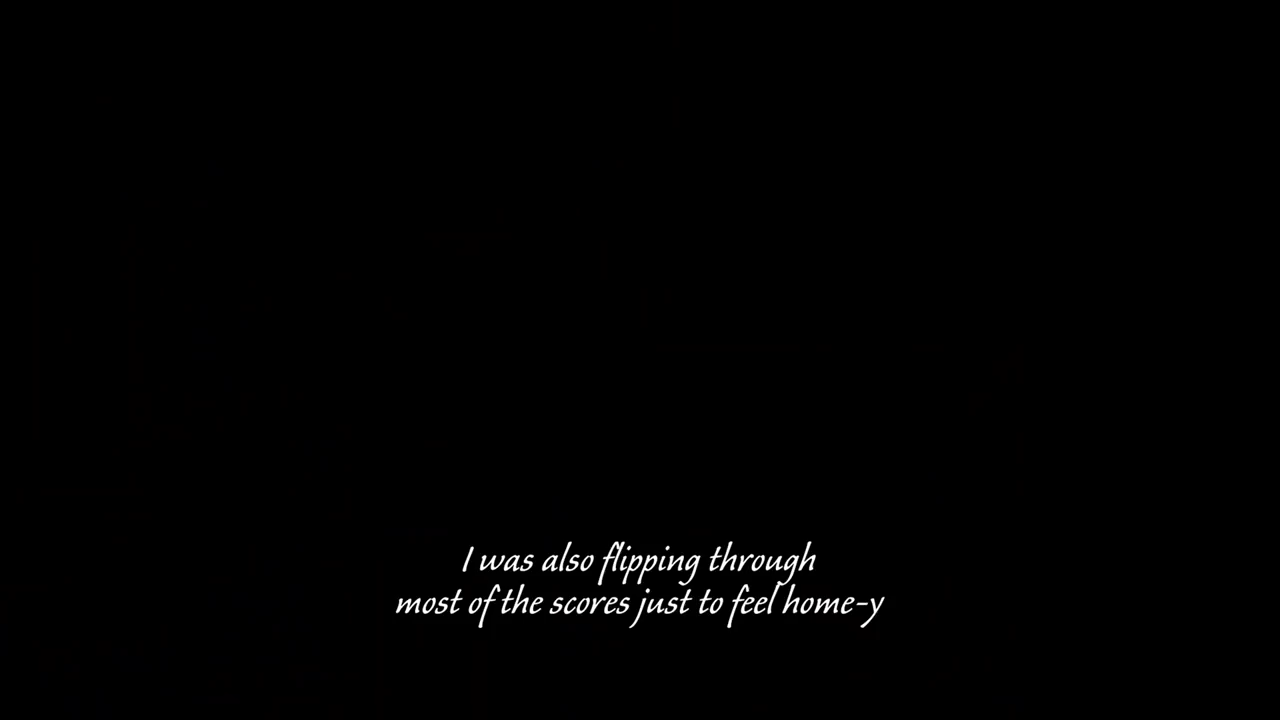 I was also flipping through
most of the scores just to feel home-y